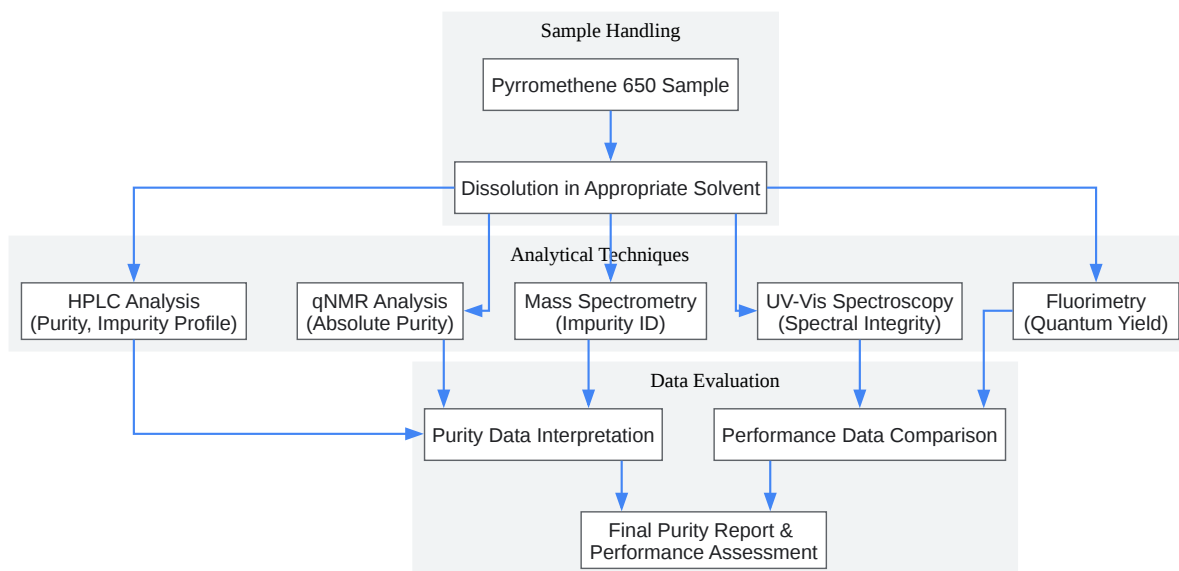 Sample Handling
Pyrromethene 650 Sample
Dissolution in Appropriate Solvent
Analytical Techniques
HPLC Analysis
(Purity, Impurity Profile)
qNMR Analysis
(Absolute Purity)
Mass Spectrometry
(Impurity ID)
UV-Vis Spectroscopy
(Spectral Integrity)
Fluorimetry
(Quantum Yield)
Data Evaluation
Purity Data Interpretation
Performance Data Comparison
Final Purity Report &
Performance Assessment